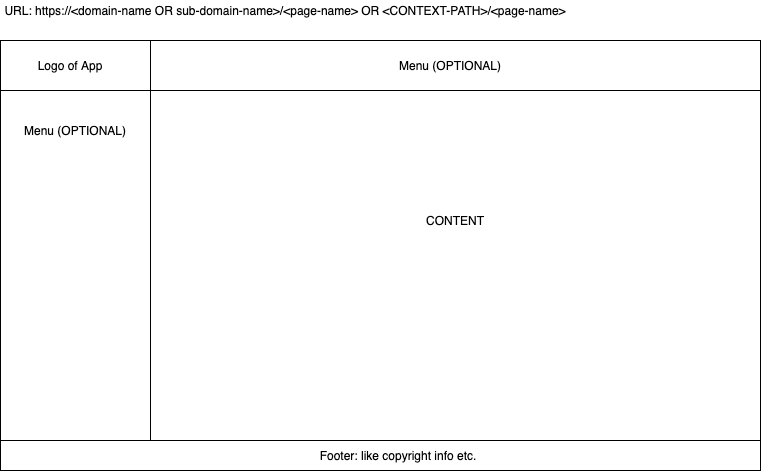 URL: https://<domain-name OR sub-domain-name>/<page-name> OR <CONTEXT-PATH>/<page-name>
Logo of App
Menu (OPTIONAL)
Menu (OPTIONAL)
CONTENT
Footer: like copyright info etc.